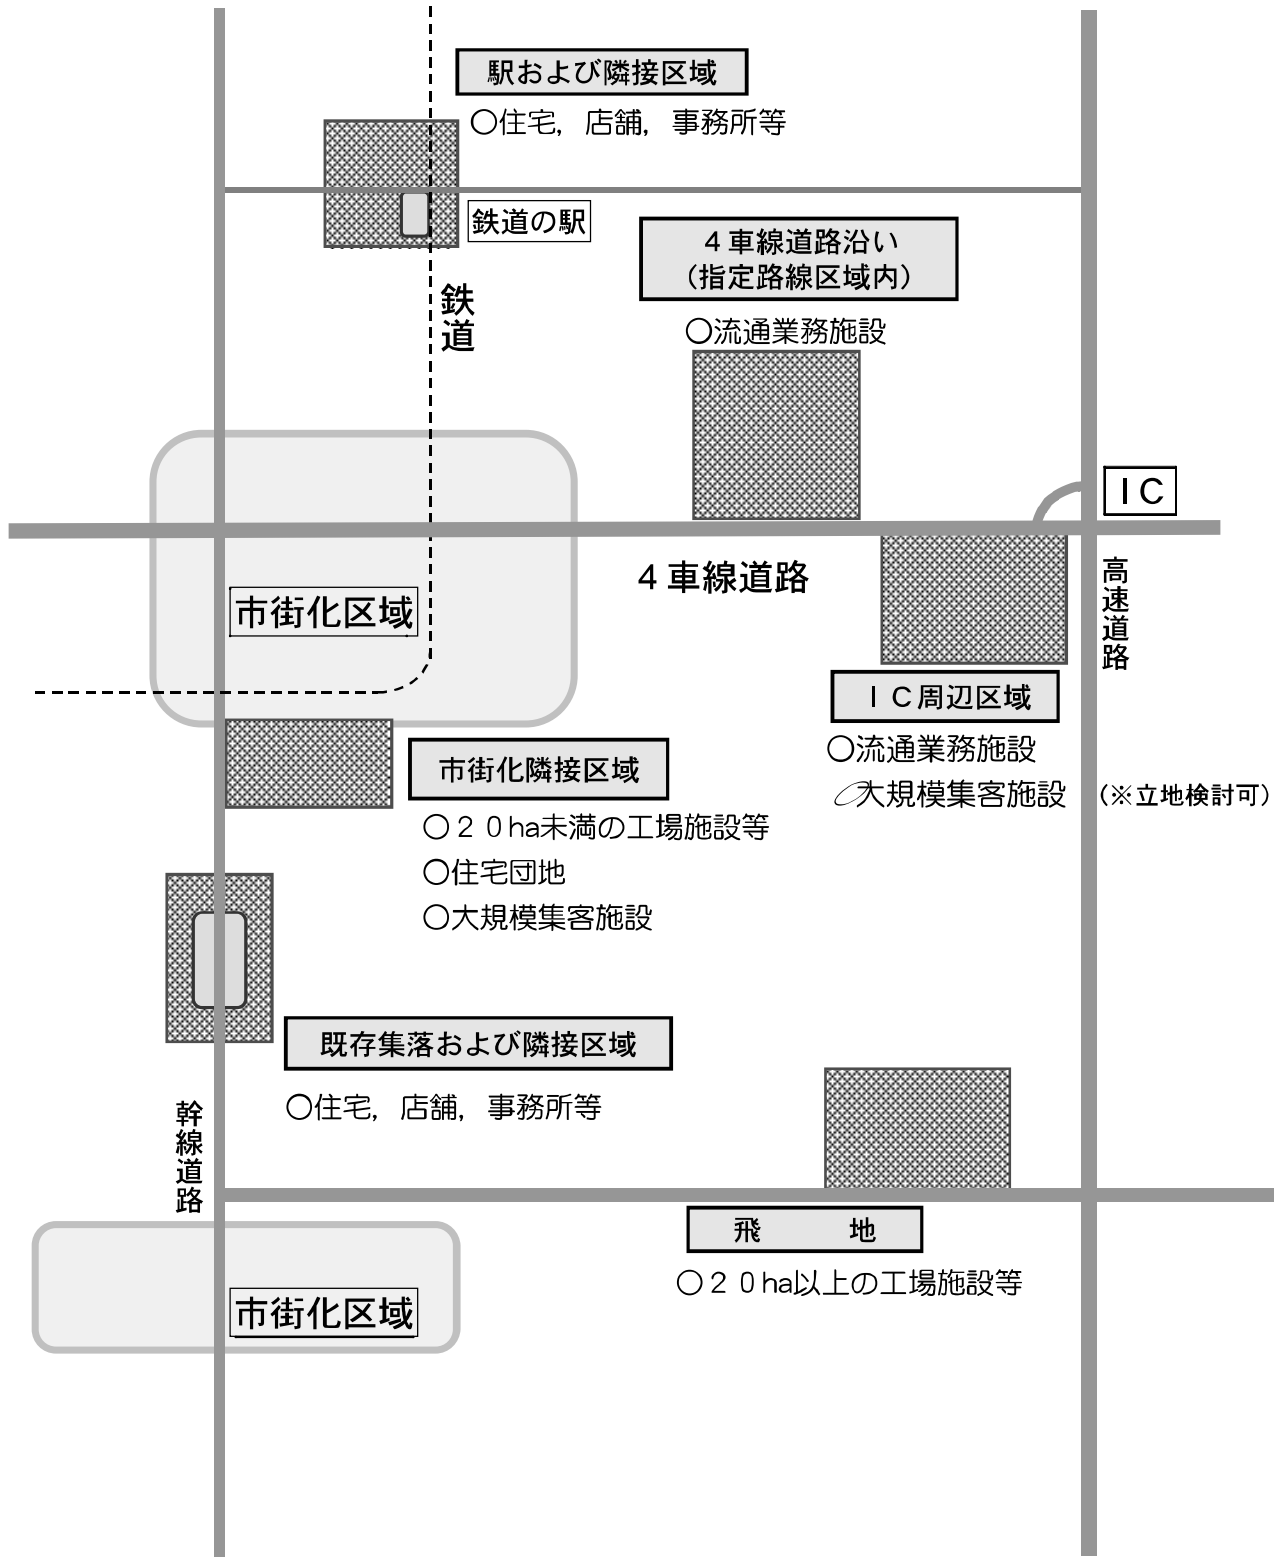 駅および隣接区域
○住宅，店舗，事務所等
鉄道の駅
４車線道路沿い
（指定路線区域内）
鉄道
○流通業務施設
ＩＣ
４車線道路
高速道路
市街化区域
ＩＣ周辺区域
○流通業務施設
○大規模集客施設 （※立地検討可）
市街化隣接区域
○２０ha未満の工場施設等
○住宅団地
○大規模集客施設
既存集落および隣接区域
○住宅，店舗，事務所等
幹線道路
飛 地
○２０ha以上の工場施設等
市街化区域